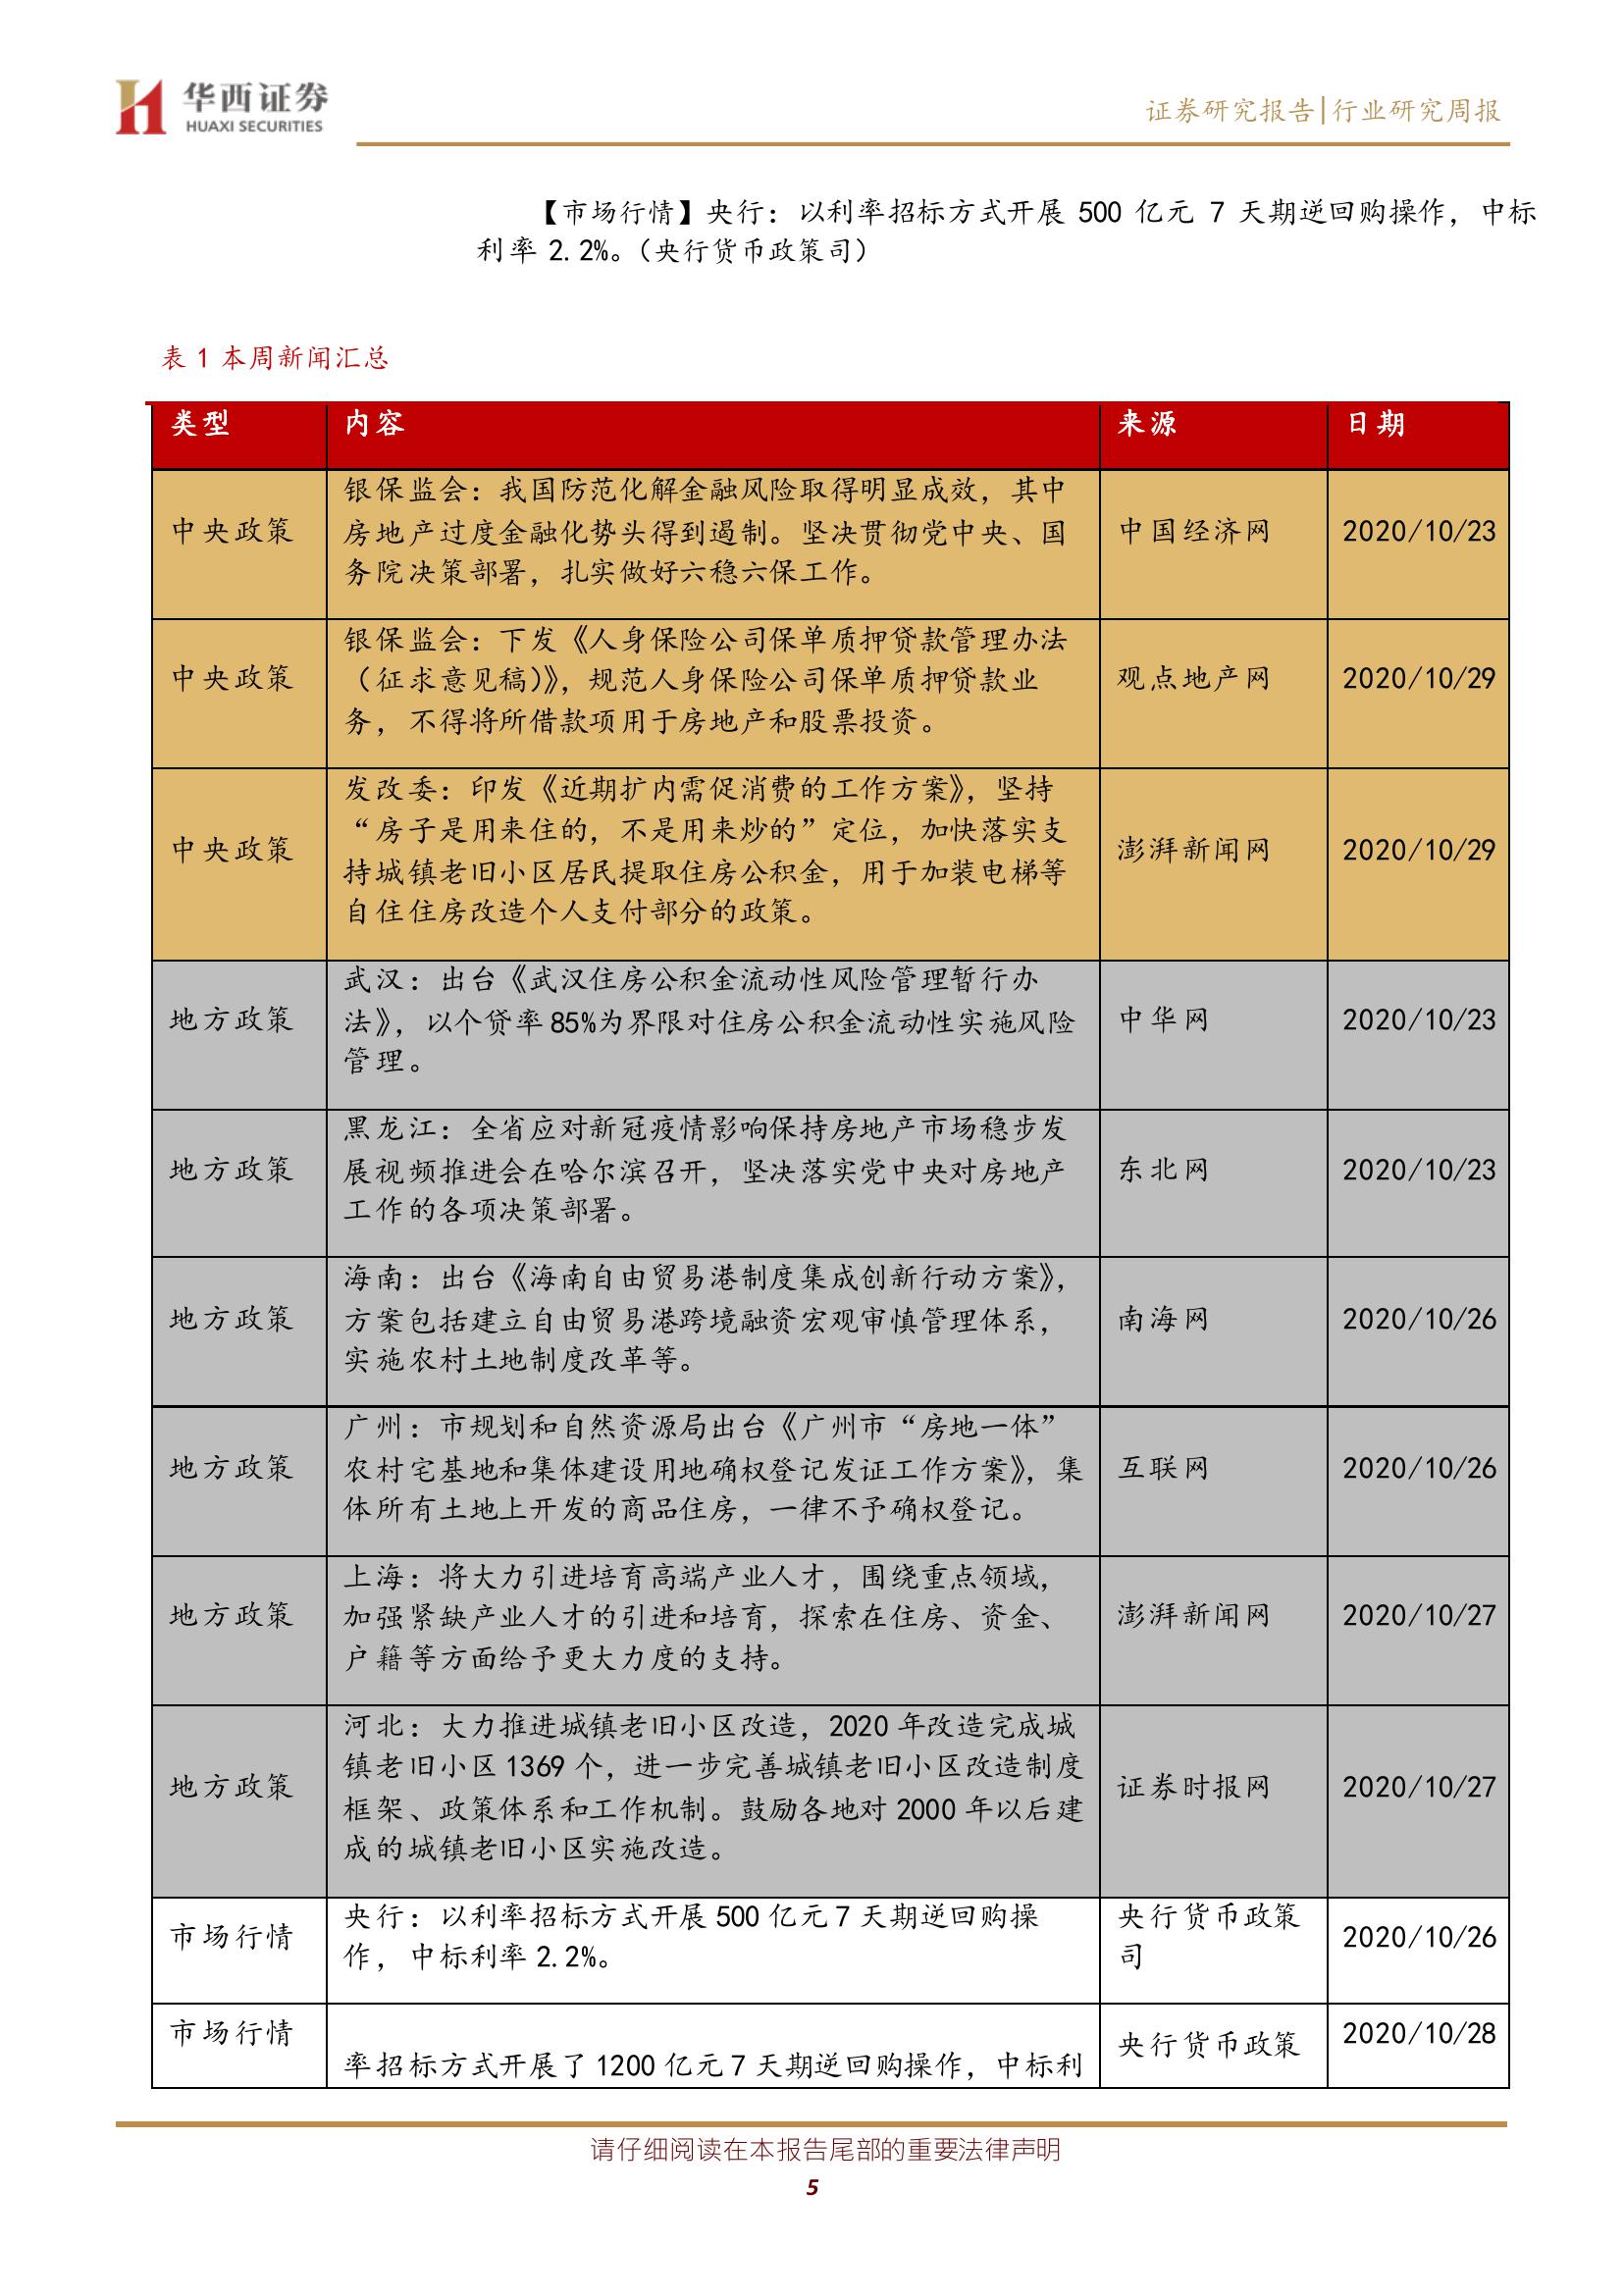 华西证券
HUAXI SECURITIES
证券研究报告|行业研究周报
【市场行情】央行：以利率招标方式开展 500 亿元 7 天期逆回购操作，中标
利率 2.2%。（央行货币政策司）
表 1 本周新闻汇总
类型 内容 来源 日期
银保监会：我国防范化解金融风险取得明显成效，其中
中央政策 房地产过度金融化势头得到遏制。坚决贯彻党中央、国 中国经济网 2020/10/23
务院决策部署，扎实做好六稳六保工作。
银保监会：下发《人身保险公司保单质押贷款管理办法
中央政策 （征求意见稿）》，规范人身保险公司保单质押贷款业 观点地产网 2020/10/29
务，不得将所借款项用于房地产和股票投资。
发改委：印发《近期扩内需促消费的工作方案》，坚持
“房子是用来住的，不是用来炒的”定位，加快落实支
中央政策 持城镇老旧小区居民提取住房公积金，用于加装电梯等 澎湃新闻网 2020/10/29
自住住房改造个人支付部分的政策。
武汉：出台《武汉住房公积金流动性风险管理暂行办
地方政策 法》，以个贷率 85%为界限对住房公积金流动性实施风险 中华网 2020/10/23
管理。
黑龙江：全省应对新冠疫情影响保持房地产市场稳步发
地方政策 展视频推进会在哈尔滨召开，坚决落实党中央对房地产 东北网 2020/10/23
工作的各项决策部署。
海南：出台《海南自由贸易港制度集成创新行动方案》，
地方政策 方案包括建立自由贸易港跨境融资宏观审慎管理体系， 南海网 2020/10/26
实施农村土地制度改革等。
广州：市规划和自然资源局出台《广州市“房地一体”
地方政策 农村宅基地和集体建设用地确权登记发证工作方案》，集 互联网 2020/10/26
体所有土地上开发的商品住房，一律不予确权登记。
上海：将大力引进培育高端产业人才，围绕重点领域，
地方政策 加强紧缺产业人才的引进和培育，探索在住房、资金、 澎湃新闻网 2020/10/27
户籍等方面给予更大力度的支持。
河北：大力推进城镇老旧小区改造，2020 年改造完成城
镇老旧小区 1369 个，进一步完善城镇老旧小区改造制度
地方政策 框架、政策体系和工作机制。鼓励各地对 2000 年以后建 证券时报网 2020/10/27
成的城镇老旧小区实施改造。
市场行情 央行：以利率招标方式开展 500 亿元 7 天期逆回购操 央行货币政策 2020/10/26
作，中标利率 2.2%。 司
市场行情 率招标方式开展了 1200 亿元 7 天期逆回购操作，中标利 央行货币政策 2020/10/28
请仔细阅读在本报告尾部的重要法律声明
5